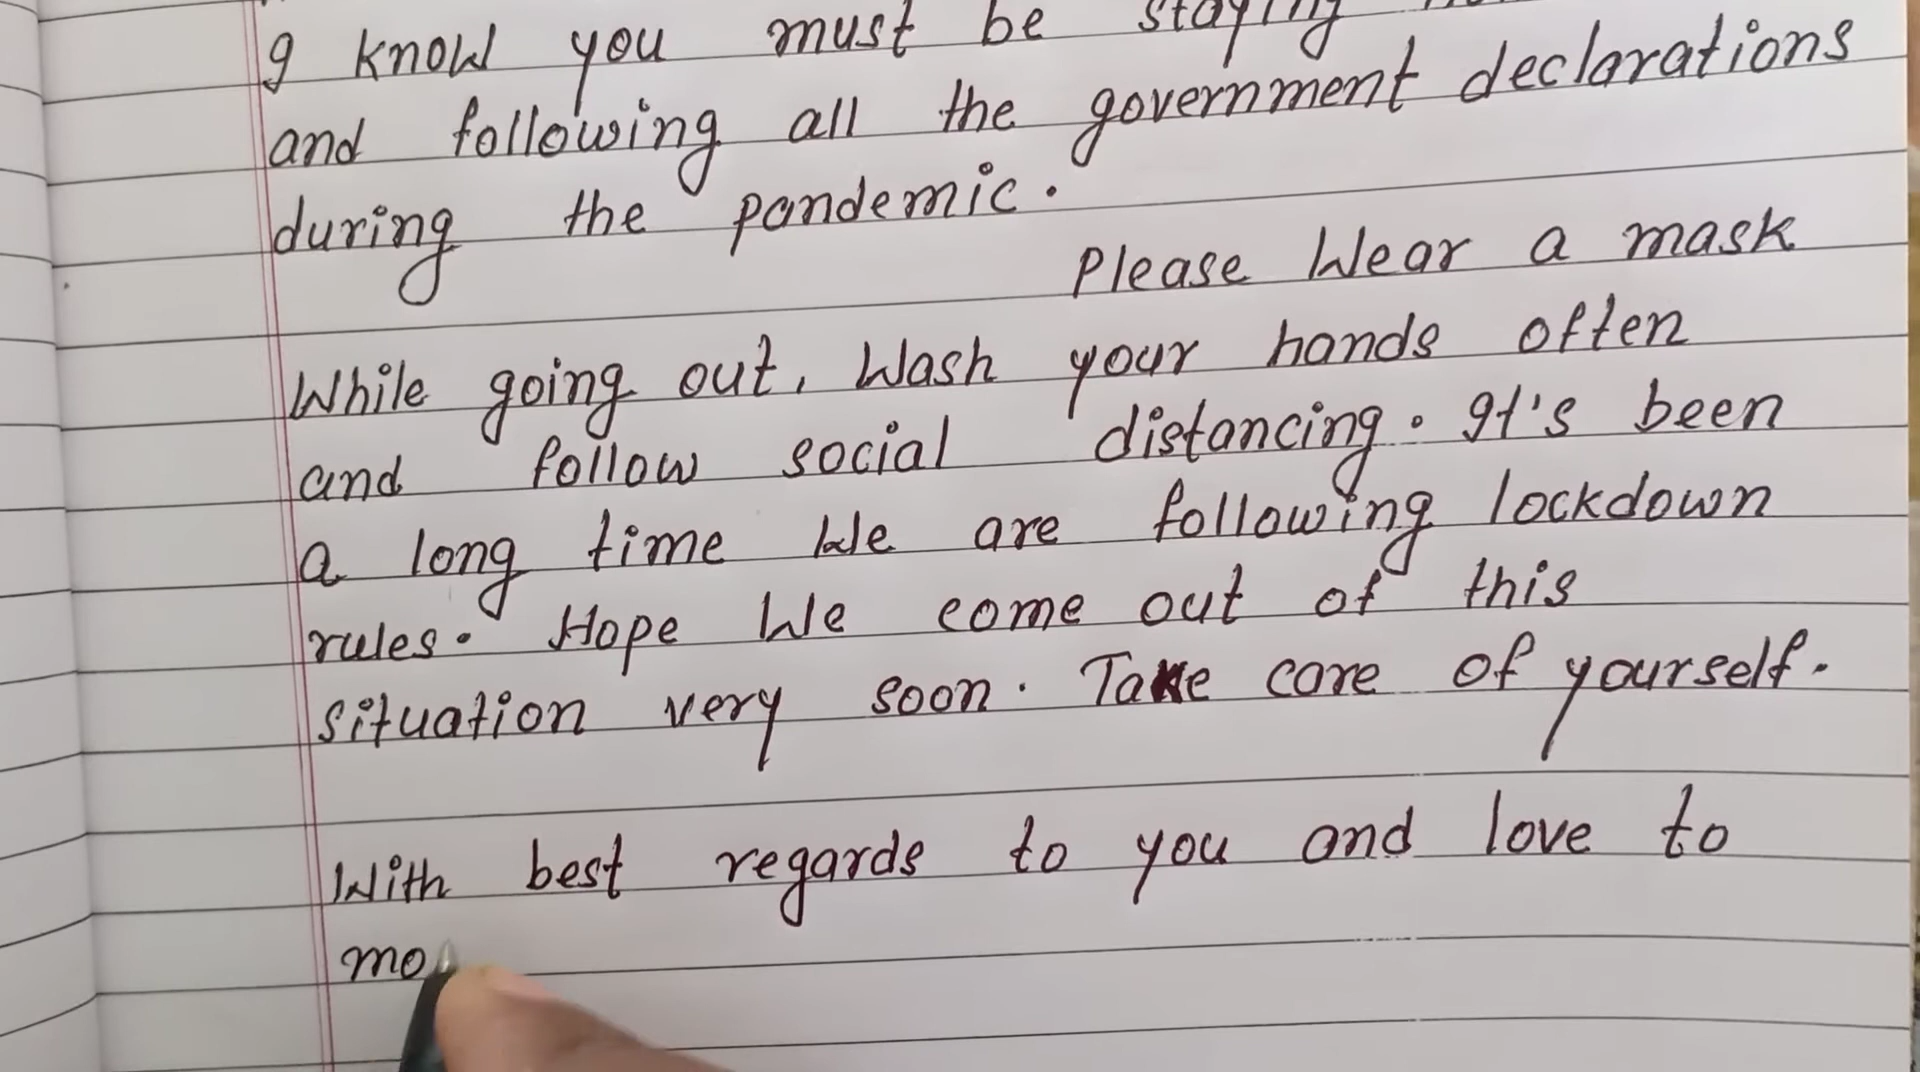 I know you must be staying
and following all the government declarations
during the pandemic.
Please Wear a mask
While going out, Wash your hands often
and follow social distancing. It's been
a long time We are following lockdown
rules. Hope We come out of this
situation very soon. Take care of yourself.
With best regards to you and love to
mo